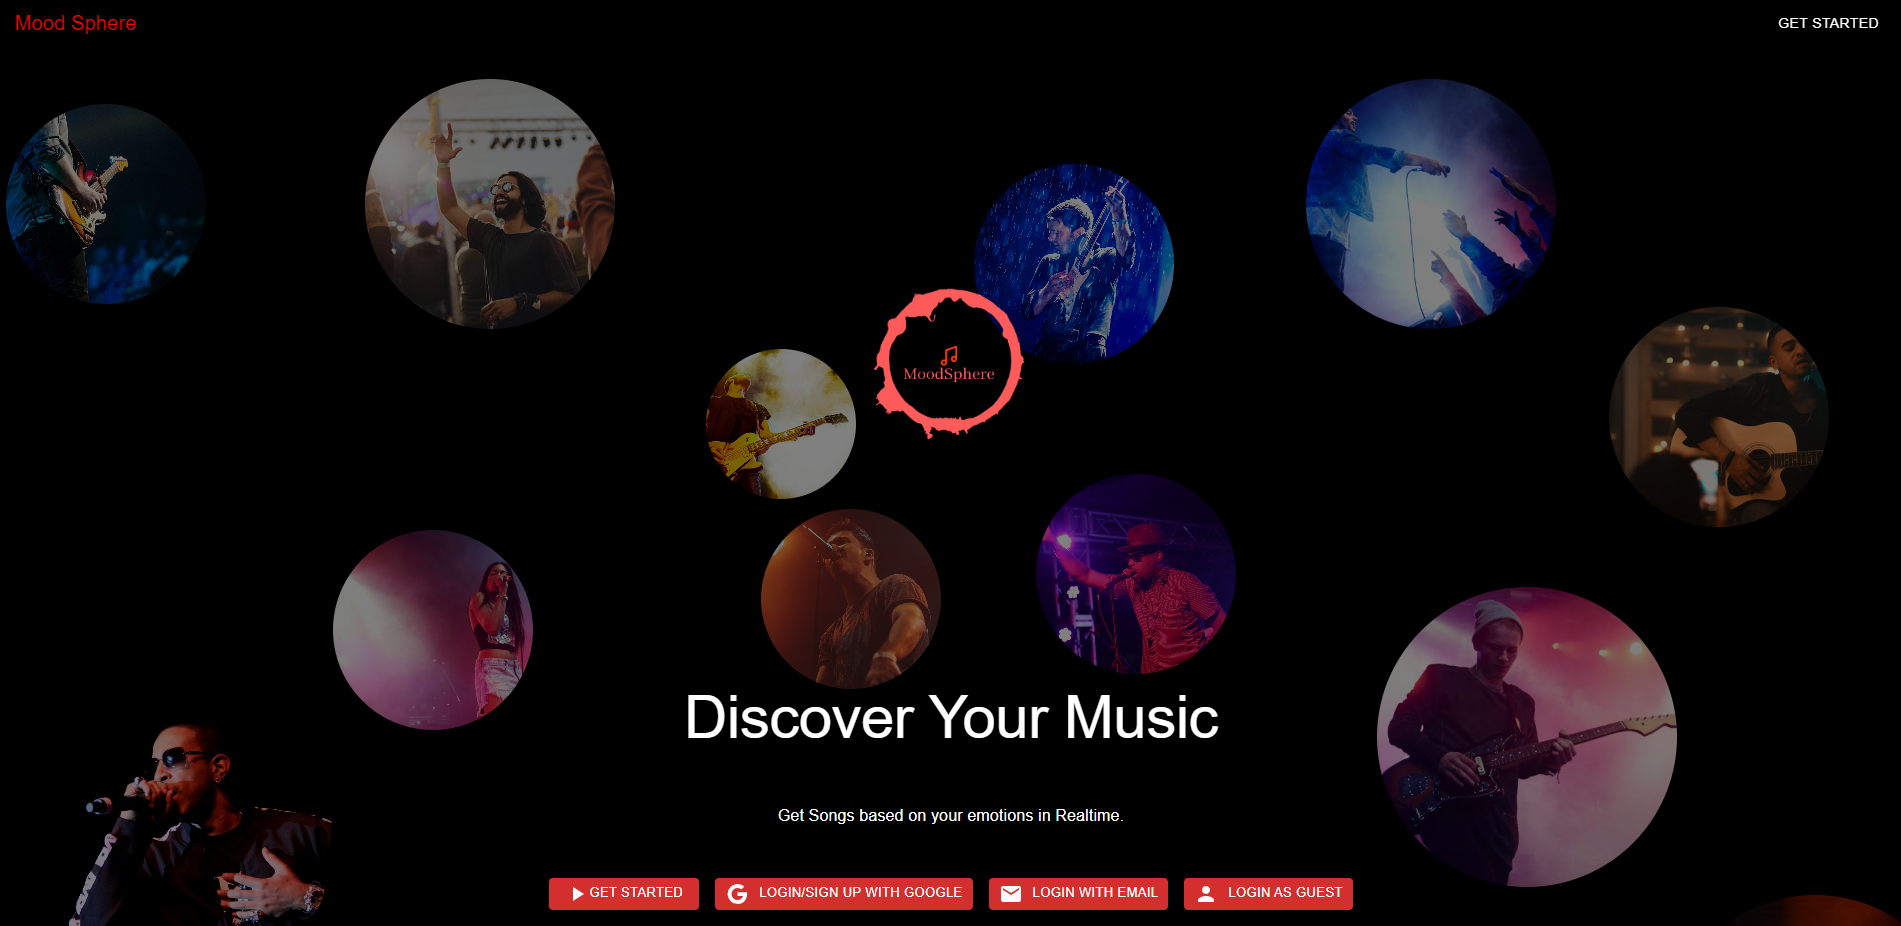 Mood Sphere
GET STARTED
MoodSphere
Discover Your Music
Get Songs based on your emotions in Realtime.
GET STARTED
LOGIN/SIGN UP WITH GOOGLE
LOGIN WITH EMAIL
LOGIN AS GUEST